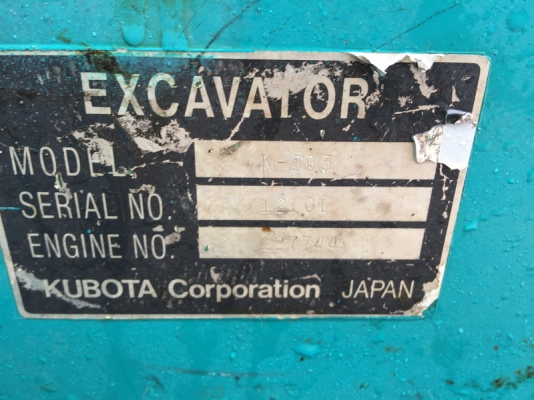 EXCAVATOR
MODEL
SERIAL NO.
ENGINE NO.
KUBOTA Corporation JAPAN